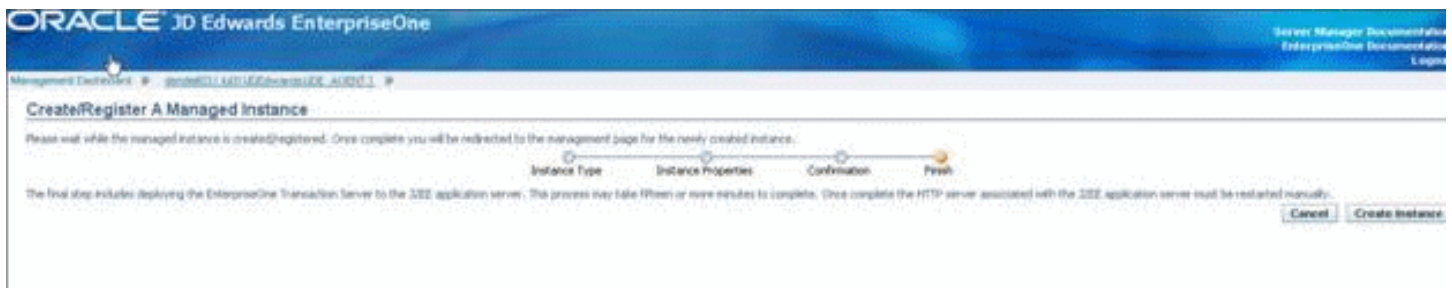 ORACLE JD Edwards EnterpriseOne
Server Manager Documentation
EnterpriseOne Documentation
Logout
Management Dashboard
Create/Register A Managed Instance
Please wait while the managed instance is created/registered. Once complete you will be redirected to the management page for the newly created instance.
Instance Type Instance Properties Confirmation Finish
The final step includes deploying the EnterpriseOne Transaction Server to the J2EE application server. This process may take fifteen or more minutes to complete. Once complete the HTTP server associated with the J2EE application server must be restarted manually.
Cancel Create Instance